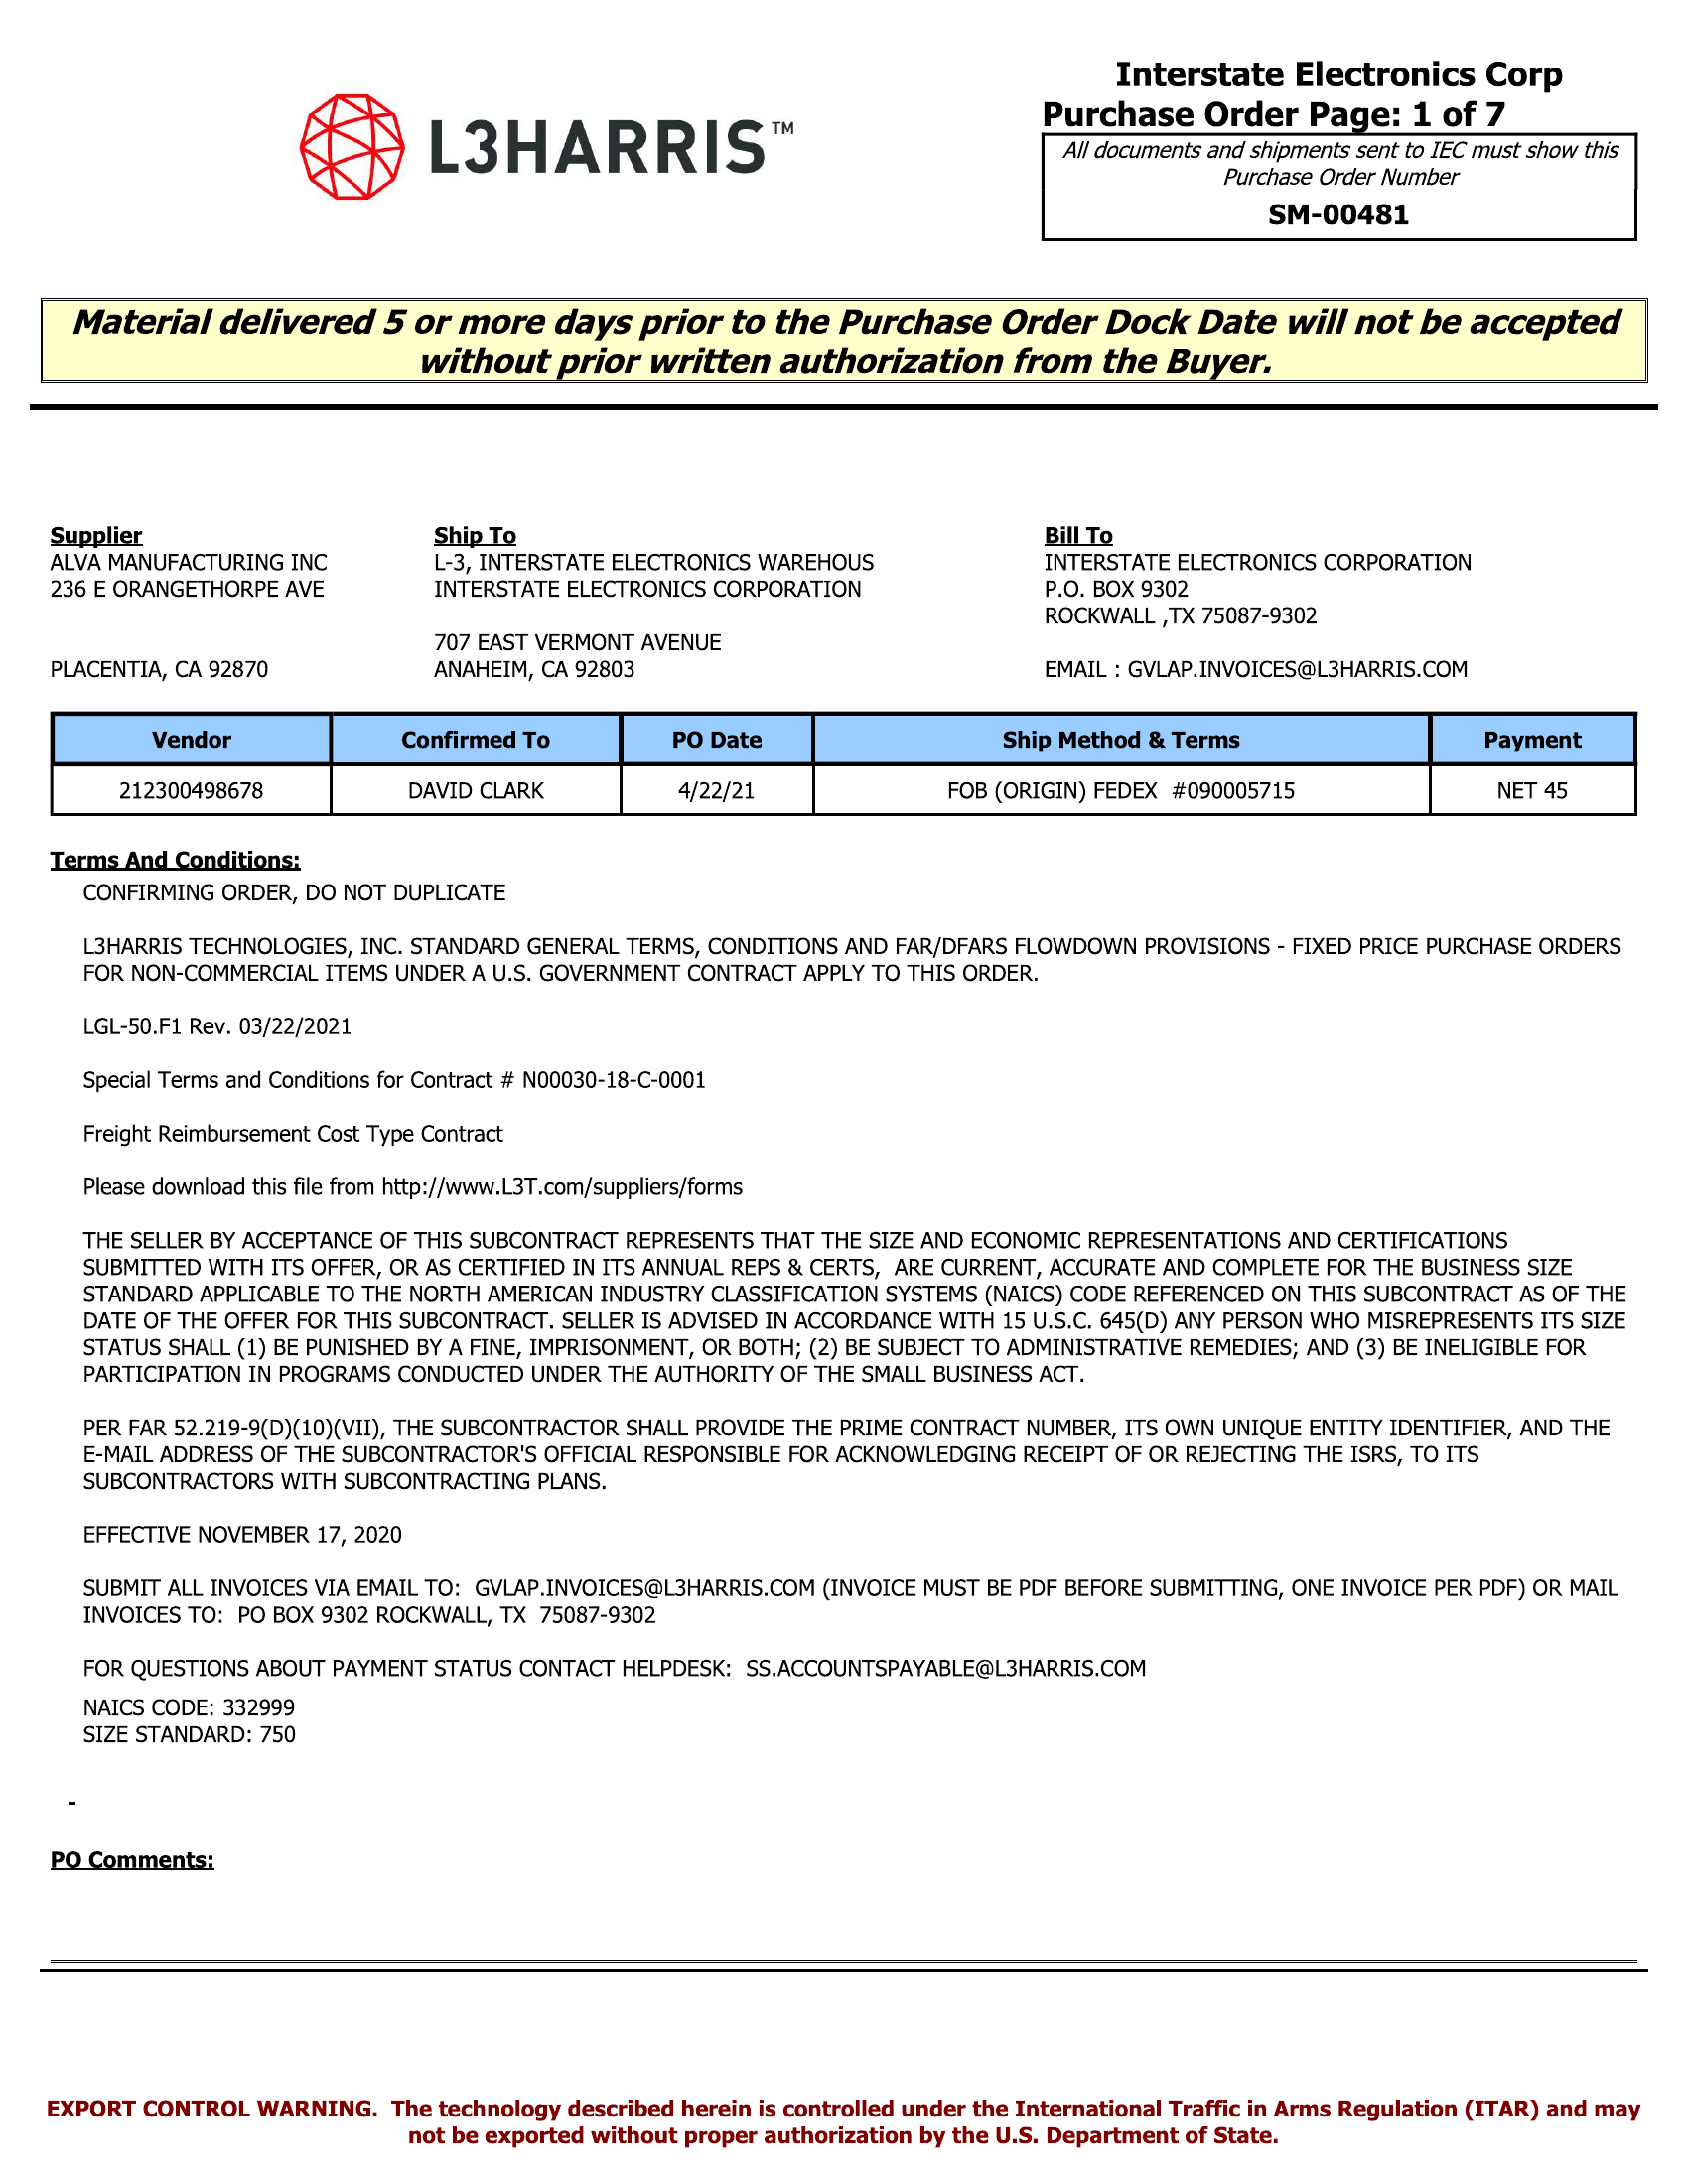 L3HARRIS™
Interstate Electronics Corp
Purchase Order Page: 1 of 7
All documents and shipments sent to IEC must show this
Purchase Order Number
SM-00481
Material delivered 5 or more days prior to the Purchase Order Dock Date will not be accepted
without prior written authorization from the Buyer.
Supplier
ALVA MANUFACTURING INC
236 E ORANGETHORPE AVE
PLACENTIA, CA 92870
Ship To
L-3, INTERSTATE ELECTRONICS WAREHOUS
INTERSTATE ELECTRONICS CORPORATION
707 EAST VERMONT AVENUE
ANAHEIM, CA 92803
Bill To
INTERSTATE ELECTRONICS CORPORATION
P.O. BOX 9302
ROCKWALL ,TX 75087-9302
EMAIL : GVLAP.INVOICES@L3HARRIS.COM
Vendor Confirmed To PO Date Ship Method & Terms Payment
212300498678 DAVID CLARK 4/22/21 FOB (ORIGIN) FEDEX #090005715 NET 45
Terms And Conditions:
CONFIRMING ORDER, DO NOT DUPLICATE
L3HARRIS TECHNOLOGIES, INC. STANDARD GENERAL TERMS, CONDITIONS AND FAR/DFARS FLOWDOWN PROVISIONS - FIXED PRICE PURCHASE ORDERS
FOR NON-COMMERCIAL ITEMS UNDER A U.S. GOVERNMENT CONTRACT APPLY TO THIS ORDER.
LGL-50.F1 Rev. 03/22/2021
Special Terms and Conditions for Contract # N00030-18-C-0001
Freight Reimbursement Cost Type Contract
Please download this file from http://www.L3T.com/suppliers/forms
THE SELLER BY ACCEPTANCE OF THIS SUBCONTRACT REPRESENTS THAT THE SIZE AND ECONOMIC REPRESENTATIONS AND CERTIFICATIONS
SUBMITTED WITH ITS OFFER, OR AS CERTIFIED IN ITS ANNUAL REPS & CERTS, ARE CURRENT, ACCURATE AND COMPLETE FOR THE BUSINESS SIZE
STANDARD APPLICABLE TO THE NORTH AMERICAN INDUSTRY CLASSIFICATION SYSTEMS (NAICS) CODE REFERENCED ON THIS SUBCONTRACT AS OF THE
DATE OF THE OFFER FOR THIS SUBCONTRACT. SELLER IS ADVISED IN ACCORDANCE WITH 15 U.S.C. 645(D) ANY PERSON WHO MISREPRESENTS ITS SIZE
STATUS SHALL (1) BE PUNISHED BY A FINE, IMPRISONMENT, OR BOTH; (2) BE SUBJECT TO ADMINISTRATIVE REMEDIES; AND (3) BE INELIGIBLE FOR
PARTICIPATION IN PROGRAMS CONDUCTED UNDER THE AUTHORITY OF THE SMALL BUSINESS ACT.
PER FAR 52.219-9(D)(10)(VII), THE SUBCONTRACTOR SHALL PROVIDE THE PRIME CONTRACT NUMBER, ITS OWN UNIQUE ENTITY IDENTIFIER, AND THE
E-MAIL ADDRESS OF THE SUBCONTRACTOR'S OFFICIAL RESPONSIBLE FOR ACKNOWLEDGING RECEIPT OF OR REJECTING THE ISRS, TO ITS
SUBCONTRACTORS WITH SUBCONTRACTING PLANS.
EFFECTIVE NOVEMBER 17, 2020
SUBMIT ALL INVOICES VIA EMAIL TO: GVLAP.INVOICES@L3HARRIS.COM (INVOICE MUST BE PDF BEFORE SUBMITTING, ONE INVOICE PER PDF) OR MAIL
INVOICES TO: PO BOX 9302 ROCKWALL, TX 75087-9302
FOR QUESTIONS ABOUT PAYMENT STATUS CONTACT HELPDESK: SS.ACCOUNTSPAYABLE@L3HARRIS.COM
NAICS CODE: 332999
SIZE STANDARD: 750
-
PO Comments:
EXPORT CONTROL WARNING. The technology described herein is controlled under the International Traffic in Arms Regulation (ITAR) and may
not be exported without proper authorization by the U.S. Department of State.